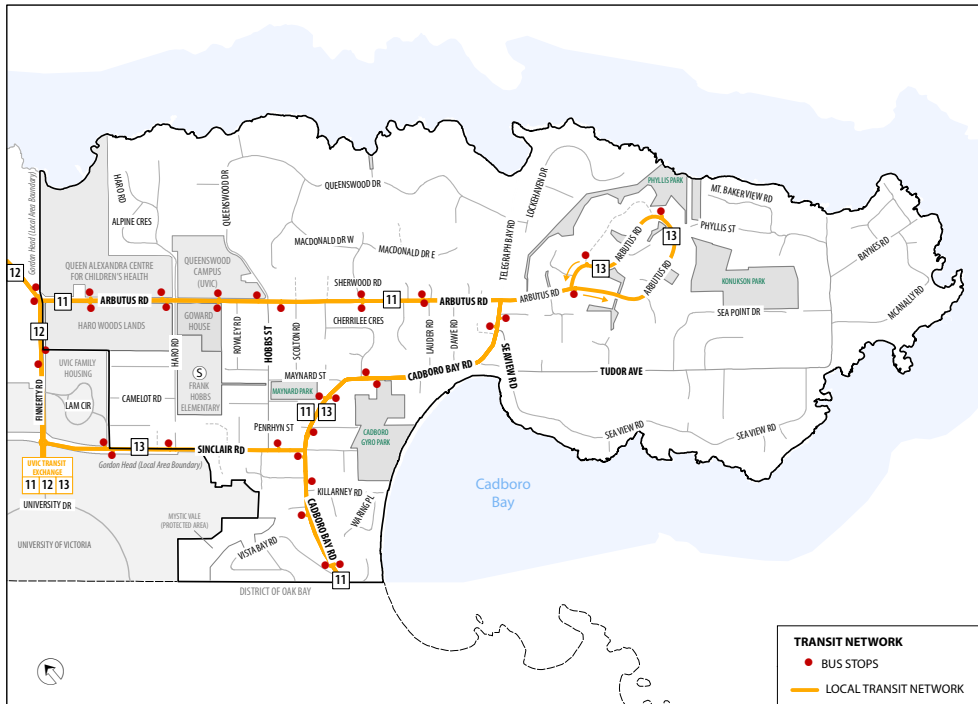 MT. BAKERVIEW RD
PHYLLIS PARK
PHYLLIS ST
LOCKEHAVEN DR
QUEENSWOOD DR
QUEENSWOOD DR
HARO RD
ALPINE CRES
TELEGRAPH BAY RD
MACDONALD DR W
MACDONALD DR E
ARBUTUS RD
13
13
ARBUTUS RD
BAYNES RD
MCANALLY RD
KONUKSON PARK
SEA POINT DR
Gordon Head (Local Area Boundary)
12
QUEEN ALEXANDRA CENTRE
FOR CHILDREN'S HEALTH
QUEENSWOOD
CAMPUS
(UVIC)
SHERWOOD RD
11
ARBUTUS RD
11
ARBUTUS RD
ARBUTUS RD
12
HARO WOODS LANDS
GOWARD
HOUSE
CHERRILEE CRES
HARO RD
ROWLEY RD
HOBBS ST
SCOLTON RD
LAUDER RD
DAWE RD
UVIC FAMILY
HOUSING
S
FRANK
HOBBS
ELEMENTARY
MAYNARD ST
CADBORO BAY RD
SEAVIEW RD
TUDOR AVE
FINNERTY RD
LAM CIR
CAMELOT RD
MAYNARD PARK
11
13
PENRHYN ST
CADBORO
GYRO PARK
SEA VIEW RD
SEA VIEW RD
13
SINCLAIR RD
Gordon Head (Local Area Boundary)
UVIC TRANSIT
EXCHANGE
11 12 13
UNIVERSITY DR
KILLARNEY RD
WARING PL
CADBORO BAY RD
Cadboro
Bay
MYSTIC VALE
(PROTECTED AREA)
VISTA BAY RD
UNIVERSITY OF VICTORIA
11
DISTRICT OF OAK BAY
TRANSIT NETWORK
BUS STOPS
LOCAL TRANSIT NETWORK